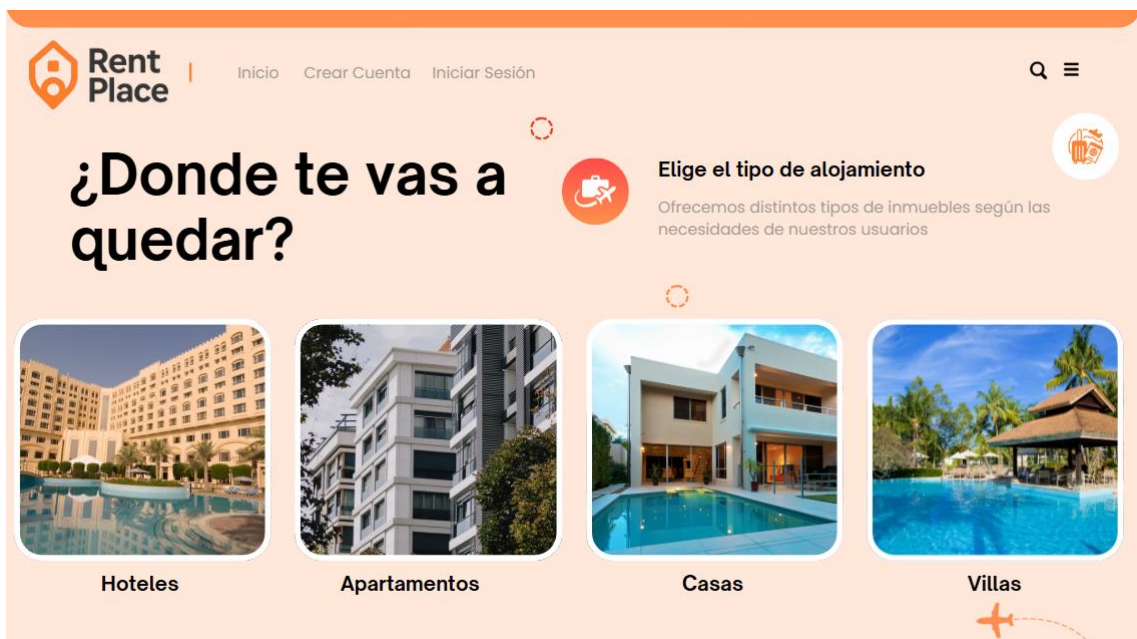 Rent
Place
Inicio Crear Cuenta Iniciar Sesión
¿Donde te vas a
quedar?
Elige el tipo de alojamiento
Ofrecemos distintos tipos de inmuebles según las
necesidades de nuestros usuarios
Hoteles
Apartamentos
Casas
Villas